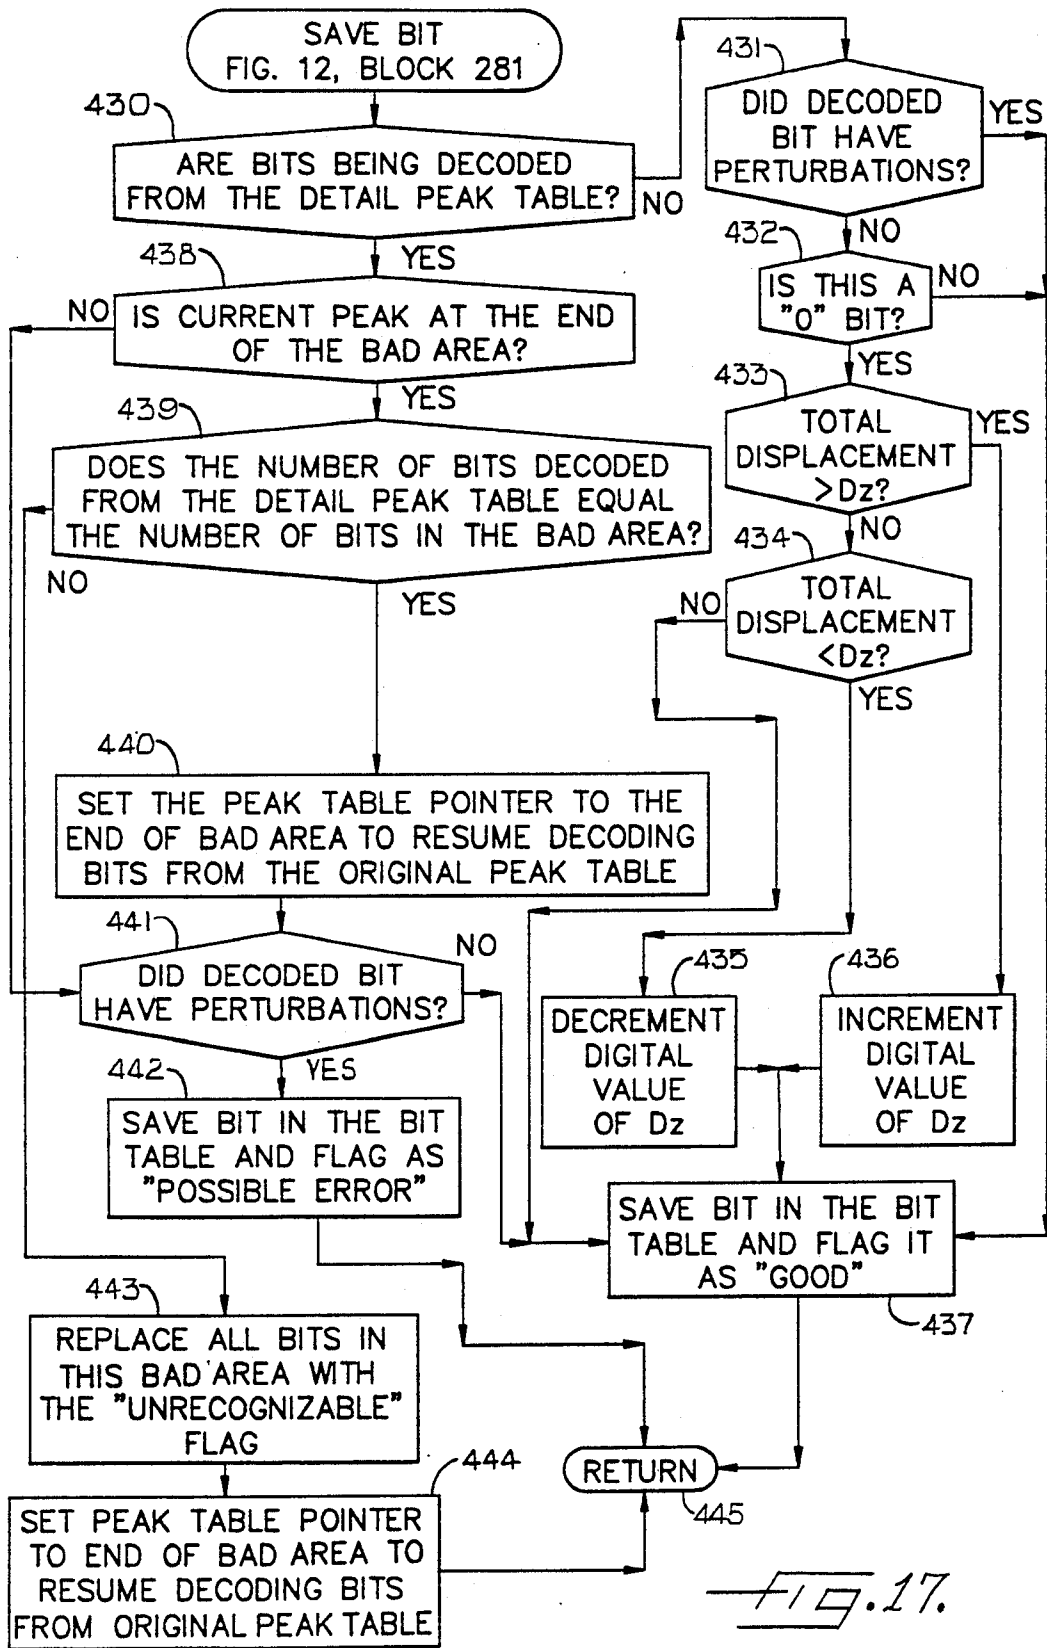 SAVE BIT
FIG. 12, BLOCK 281
430
ARE BITS BEING DECODED
FROM THE DETAIL PEAK TABLE?
NO
YES
431
DID DECODED
BIT HAVE
PERTURBATIONS?
YES
NO
432
IS THIS A
"0" BIT?
NO
YES
433
TOTAL
DISPLACEMENT
>Dz?
YES
NO
434
TOTAL
DISPLACEMENT
<Dz?
NO
YES
438
IS CURRENT PEAK AT THE END
OF THE BAD AREA?
NO
YES
439
DOES THE NUMBER OF BITS DECODED
FROM THE DETAIL PEAK TABLE EQUAL
THE NUMBER OF BITS IN THE BAD AREA?
NO
YES
440
SET THE PEAK TABLE POINTER TO THE
END OF BAD AREA TO RESUME DECODING
BITS FROM THE ORIGINAL PEAK TABLE
441
DID DECODED BIT
HAVE PERTURBATIONS?
NO
YES
435
DECREMENT
DIGITAL
VALUE
OF Dz
436
INCREMENT
DIGITAL
VALUE
OF Dz
442
SAVE BIT IN THE BIT
TABLE AND FLAG AS
"POSSIBLE ERROR"
SAVE BIT IN THE BIT
TABLE AND FLAG IT
AS "GOOD"
437
443
REPLACE ALL BITS IN
THIS BAD AREA WITH
THE "UNRECOGNIZABLE"
FLAG
444
SET PEAK TABLE POINTER
TO END OF BAD AREA TO
RESUME DECODING BITS
FROM ORIGINAL PEAK TABLE
RETURN
445
FIG.17.